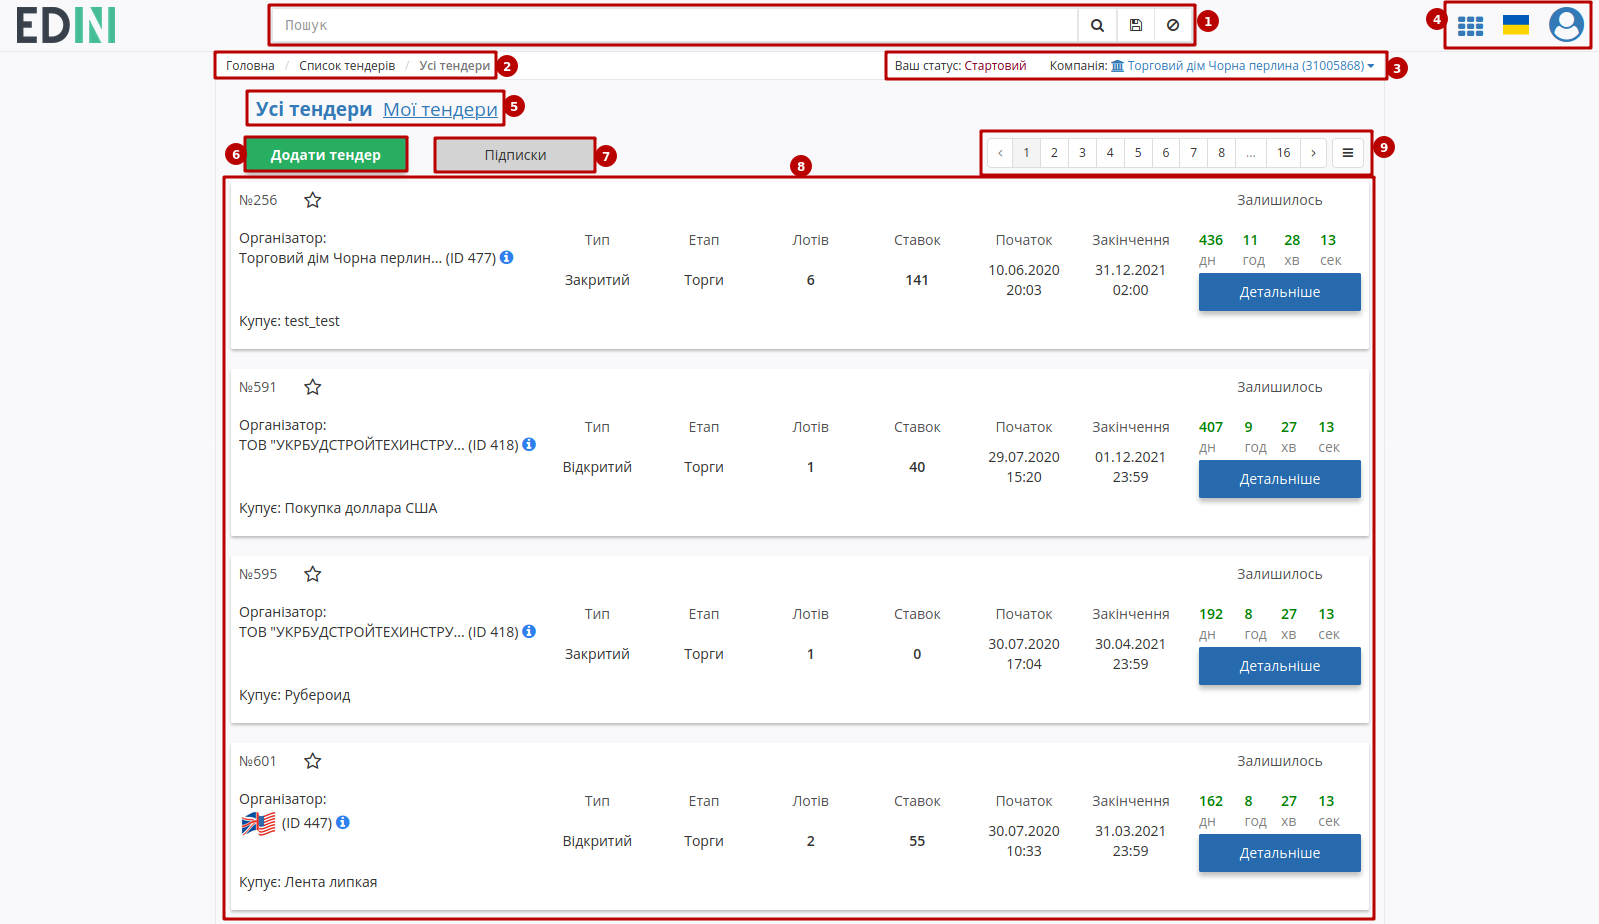 EDIN
Пошук
1
4
Головна / Список тендерів / Усі тендери
2
Ваш статус: Стартовий Компанія: Торговий дім Чорна перлина (31005868)
3
Усі тендери Мої тендери
5
6
Додати тендер
Підписки
7
8
‹ 1 2 3 4 5 6 7 8 ... 16 ›
9
№256
Залишилось
Організатор:
Торговий дім Чорна перлин... (ID 477)
Тип Етап Лотів Ставок Початок Закінчення
436 11 28 13
дн год хв сек
Закритий Торги 6 141 10.06.2020 20:03 31.12.2021 02:00
Детальніше
Купує: test_test
№591
Залишилось
Організатор:
ТОВ "УКРБУДСТРОЙТЕХИНСТРУ... (ID 418)
Тип Етап Лотів Ставок Початок Закінчення
407 9 27 13
дн год хв сек
Відкритий Торги 1 40 29.07.2020 15:20 01.12.2021 23:59
Детальніше
Купує: Покупка доллара США
№595
Залишилось
Організатор:
ТОВ "УКРБУДСТРОЙТЕХИНСТРУ... (ID 418)
Тип Етап Лотів Ставок Початок Закінчення
192 8 27 13
дн год хв сек
Закритий Торги 1 0 30.07.2020 17:04 30.04.2021 23:59
Детальніше
Купує: Рубероид
№601
Залишилось
Організатор:
(ID 447)
Тип Етап Лотів Ставок Початок Закінчення
162 8 27 13
дн год хв сек
Відкритий Торги 2 55 30.07.2020 10:33 31.03.2021 23:59
Детальніше
Купує: Лента липкая